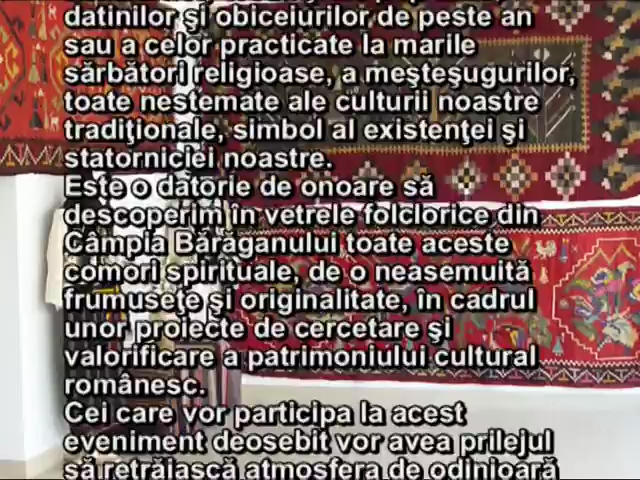 datinilor şi obiceiurilor de peste an
sau a celor practicate la marile
sărbători religioase, a meşteşugurilor,
toate nestemate ale culturii noastre
tradiţionale, simbol al existenţei şi
statorniciei noastre.
Este o datorie de onoare să
descoperim în vetrele folclorice din
Câmpia Bărăganului toate aceste
comori spirituale, de o neasemuită
frumuseţe şi originalitate, în cadrul
unor proiecte de cercetare şi
valorificare a patrimoniului cultural
românesc.
Cei care vor participa la acest
eveniment deosebit vor avea prilejul
să retrăiască atmosfera de odinioară